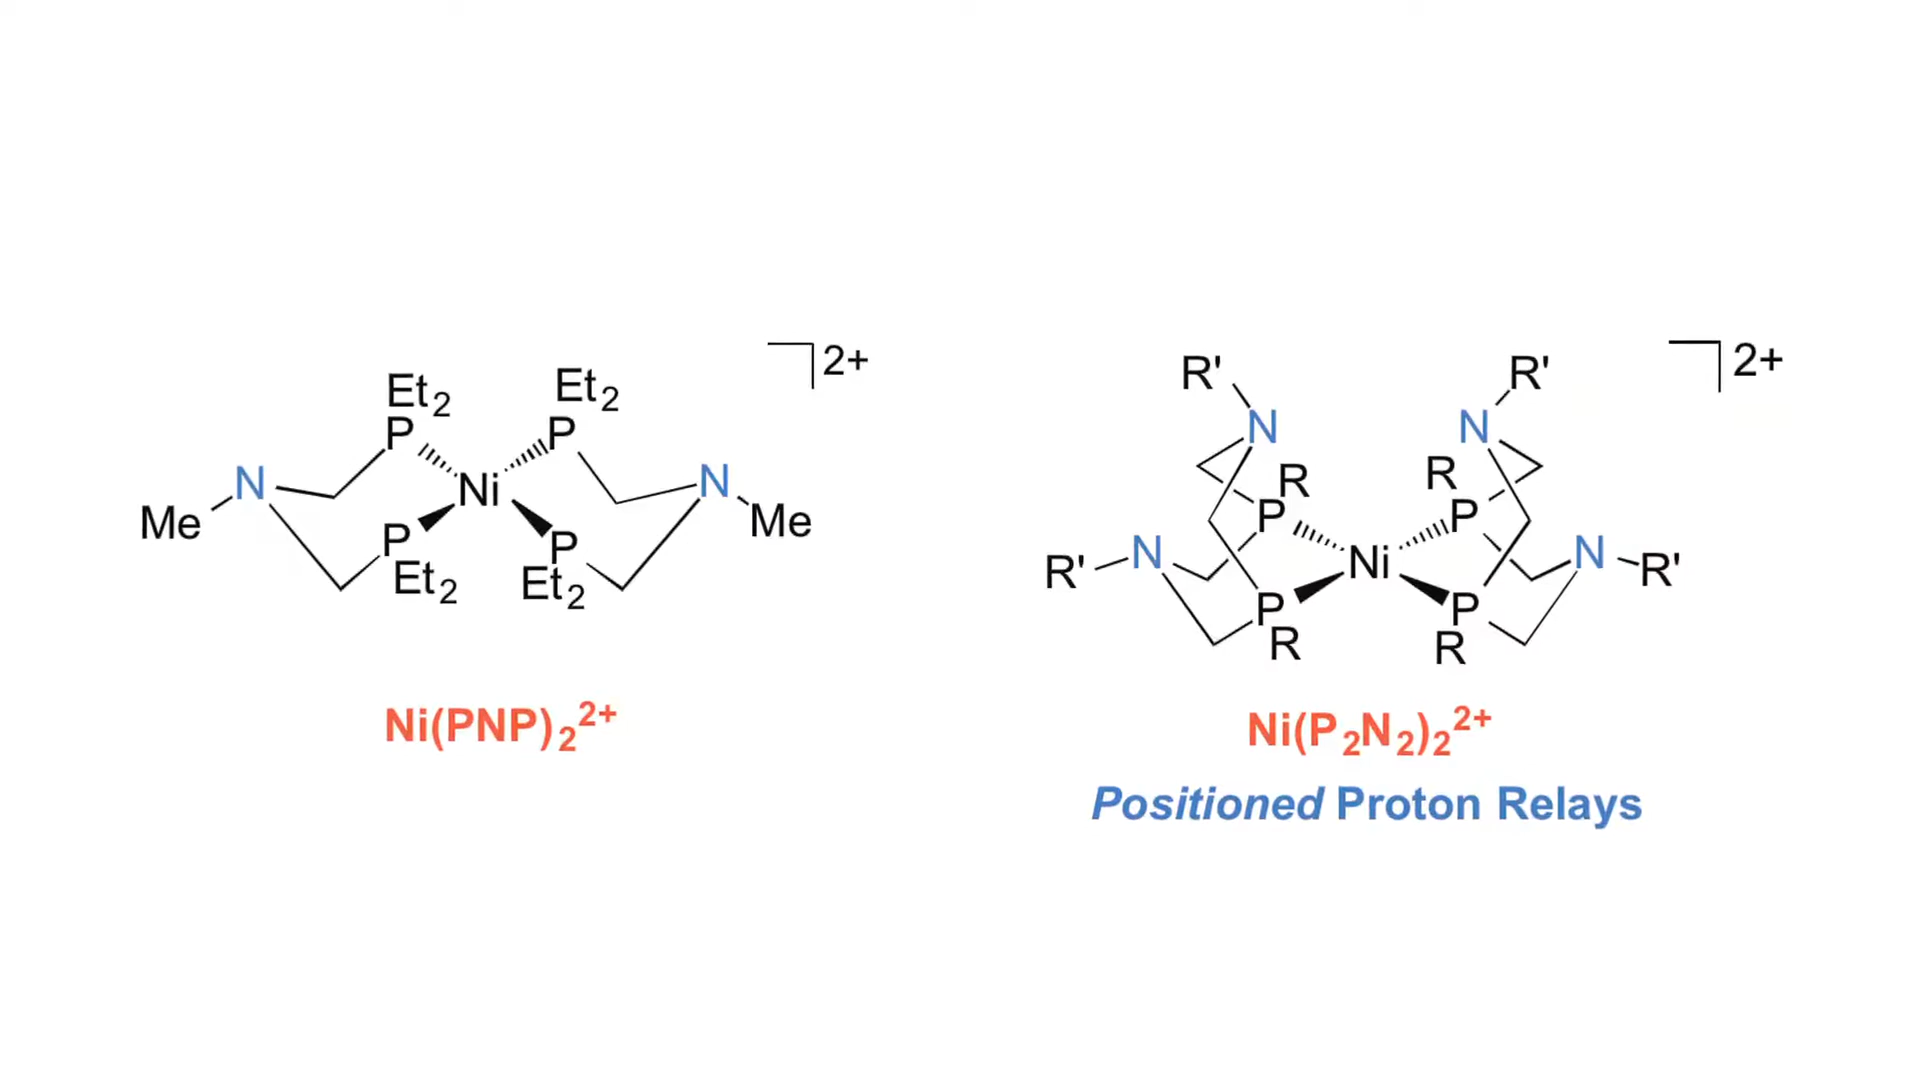 2+
Et2
Et2
P
P
N
Ni
N
Me
Me
P
P
Et2
Et2
Ni(PNP)2 2+
2+
R'
R'
N
N
R
R
P
P
R'
N
Ni
N
R'
P
P
R
R
Ni(P2N2)2 2+
Positioned Proton Relays